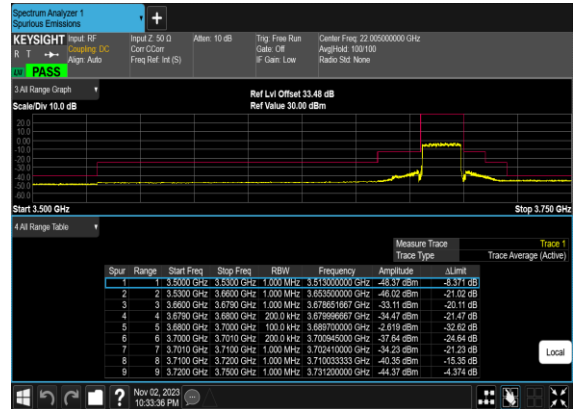 Spectrum Analyzer 1
Spurious Emissions
KEYSIGHT Input: RF Input Z: 50 Ω Atten: 10 dB Trig: Free Run Center Freq: 22.005000000 GHz
R T Coupling: DC Corr CCorr Gate: Off Avg|Hold: 100/100
Align: Auto Freq Ref: Int (S) IF Gain: Low Radio Std: None
LW PASS
3 All Range Graph
Ref Lvl Offset 33.48 dB
Scale/Div 10.0 dB Ref Value 30.00 dBm
20.0
10.0
0.00
-10.0
-20.0
-30.0
-40.0
-50.0
-60.0
Start 3.500 GHz Stop 3.750 GHz
4 All Range Table
Measure Trace Trace 1
Trace Type Trace Average (Active)
Spur Range Start Freq Stop Freq RBW Frequency Amplitude ΔLimit
1 1 3.5000 GHz 3.5300 GHz 1.000 MHz 3.513000000 GHz -48.37 dBm -8.371 dB
2 2 3.5300 GHz 3.6600 GHz 1.000 MHz 3.653500000 GHz -46.02 dBm -21.02 dB
3 3 3.6600 GHz 3.6790 GHz 1.000 MHz 3.678651667 GHz -33.11 dBm -20.11 dB
4 4 3.6790 GHz 3.6800 GHz 200.0 kHz 3.679996667 GHz -34.47 dBm -21.47 dB
5 5 3.6800 GHz 3.7000 GHz 100.0 kHz 3.689700000 GHz -2.619 dBm -32.62 dB
6 6 3.7000 GHz 3.7010 GHz 200.0 kHz 3.700945000 GHz -37.64 dBm -24.64 dB
7 7 3.7010 GHz 3.7100 GHz 1.000 MHz 3.702410000 GHz -34.23 dBm -21.23 dB
8 8 3.7100 GHz 3.7200 GHz 1.000 MHz 3.710033333 GHz -40.35 dBm -15.35 dB
9 9 3.7200 GHz 3.7500 GHz 1.000 MHz 3.731200000 GHz -44.37 dBm -4.374 dB
Local
Nov 02, 2023
10:33:36 PM